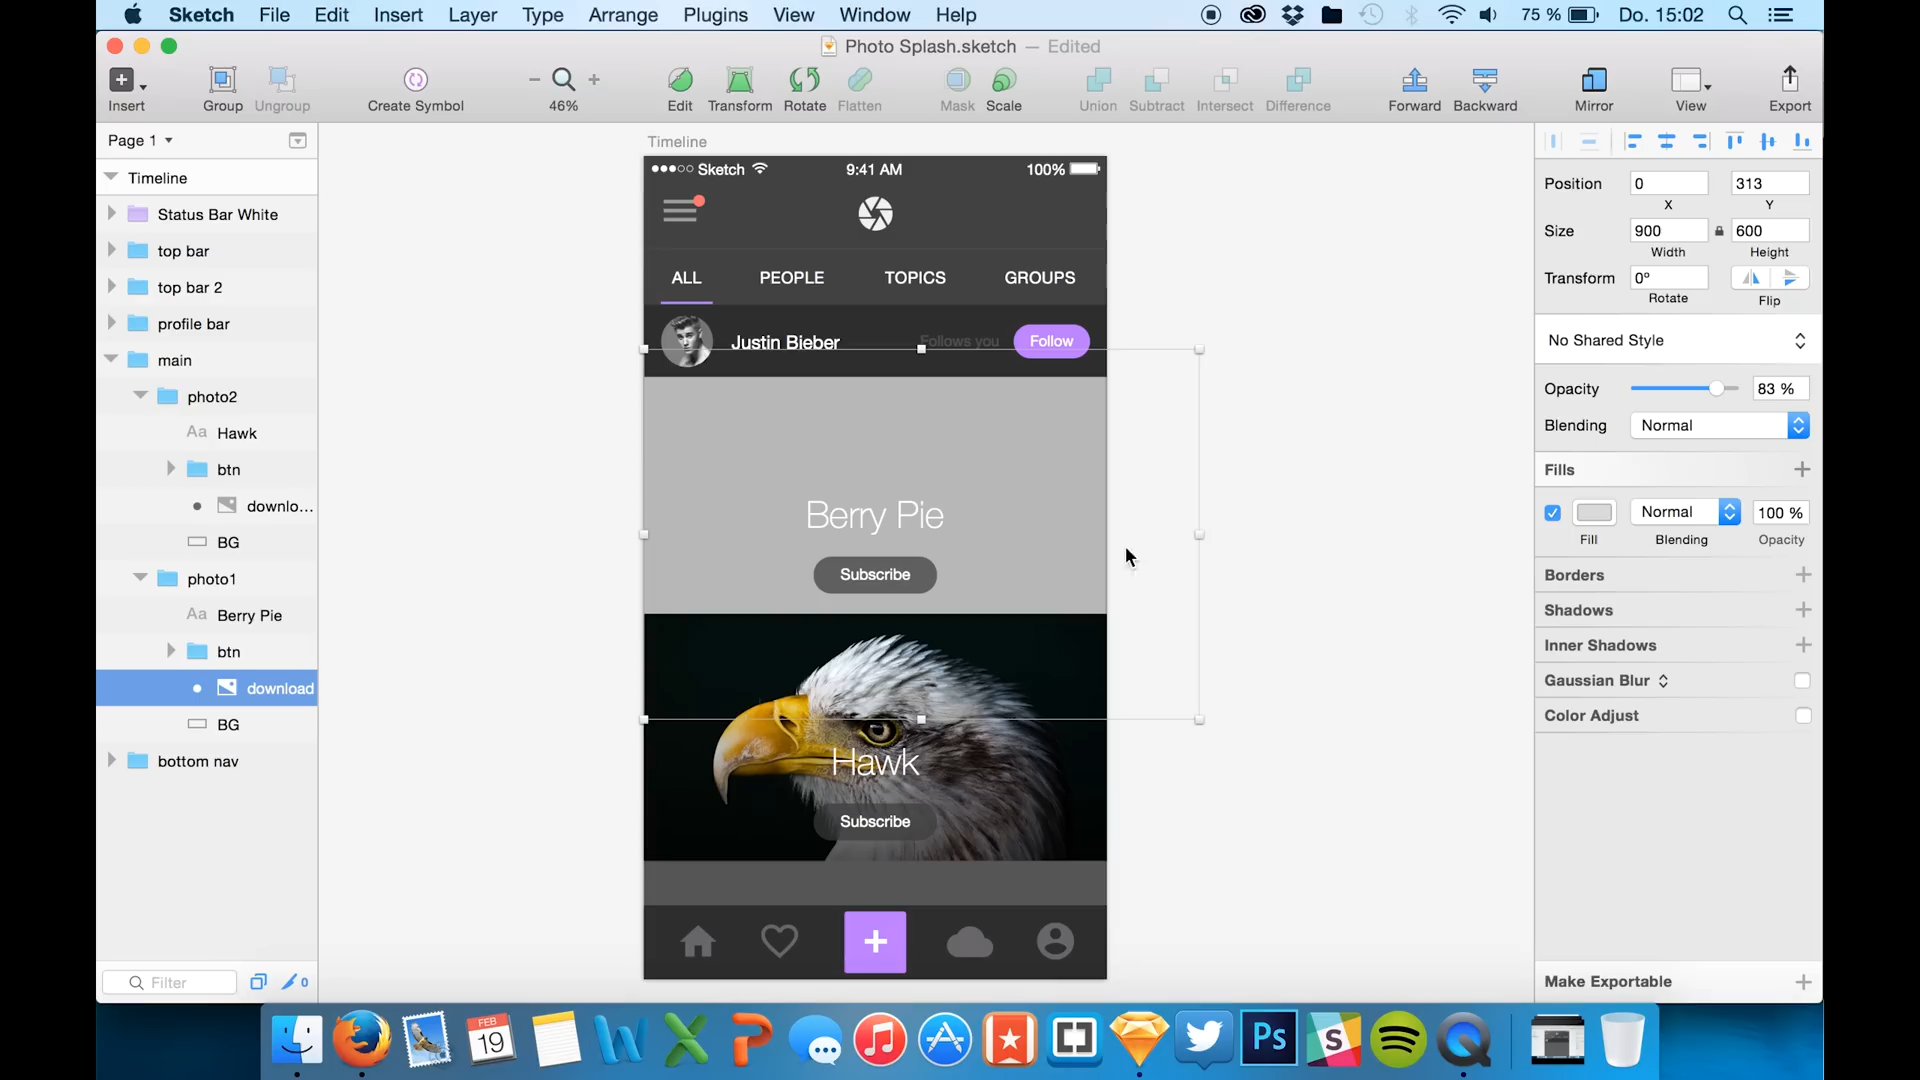 Sketch File Edit Insert Layer Type Arrange Plugins View Window Help 75 % Do. 15:02
Photo Splash.sketch — Edited
Insert Group Ungroup Create Symbol 46% Edit Transform Rotate Flatten Mask Scale Union Subtract Intersect Difference Forward Backward Mirror View Export
Page 1
Timeline
Status Bar White
top bar
top bar 2
profile bar
main
photo2
Aa Hawk
btn
downlo...
BG
photo1
Aa Berry Pie
btn
download
BG
bottom nav
Filter
0
Timeline
Sketch 9:41 AM 100%
ALL PEOPLE TOPICS GROUPS
Justin Bieber Follows you Follow
Berry Pie
Subscribe
Hawk
Subscribe
+
Position 0 313
X Y
Size 900 600
Width Height
Transform 0º
Rotate Flip
No Shared Style
Opacity 83 %
Blending Normal
Fills
Normal 100 %
Fill Blending Opacity
Borders
Shadows
Inner Shadows
Gaussian Blur
Color Adjust
Make Exportable
FEB
19
W X P
Ps
S